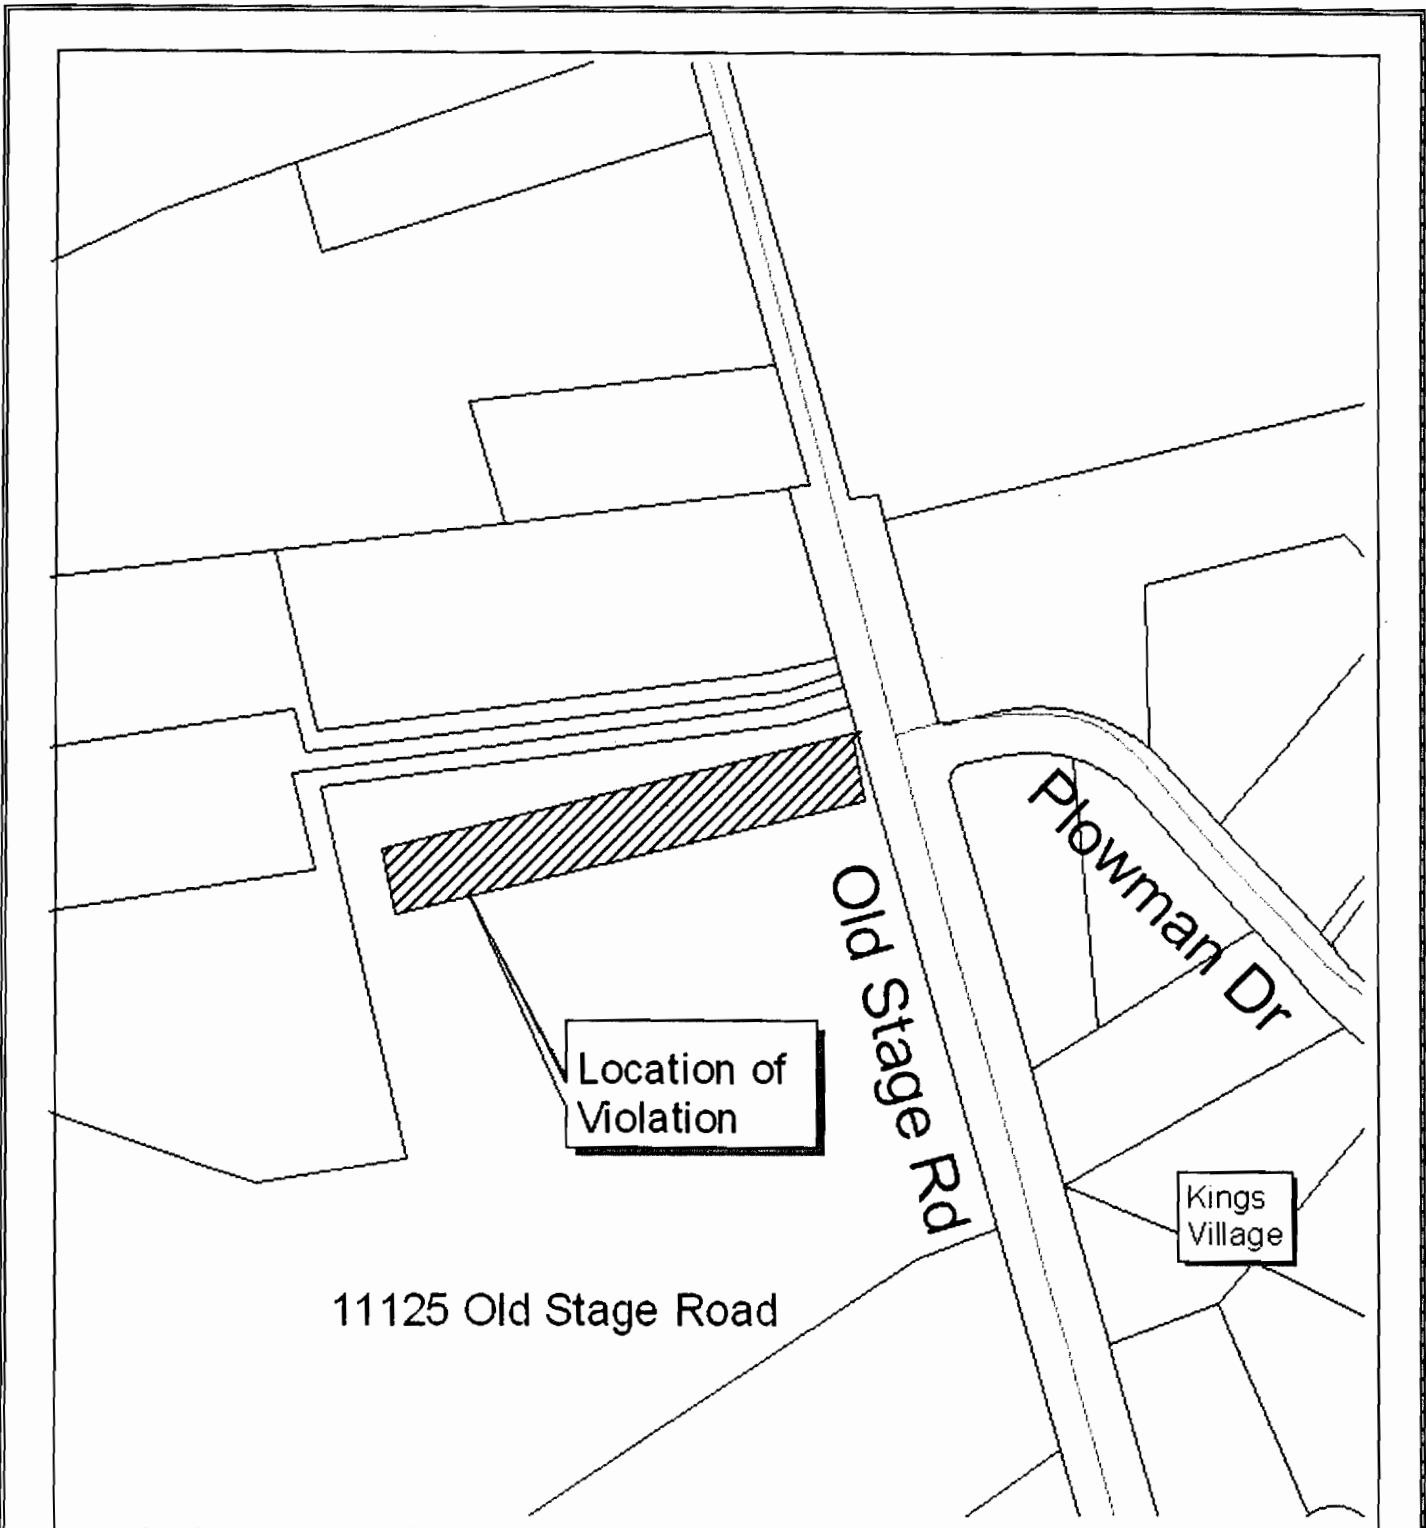 Plowman Dr
Old Stage Rd
Location of
Violation
Kings
Village
11125 Old Stage Road